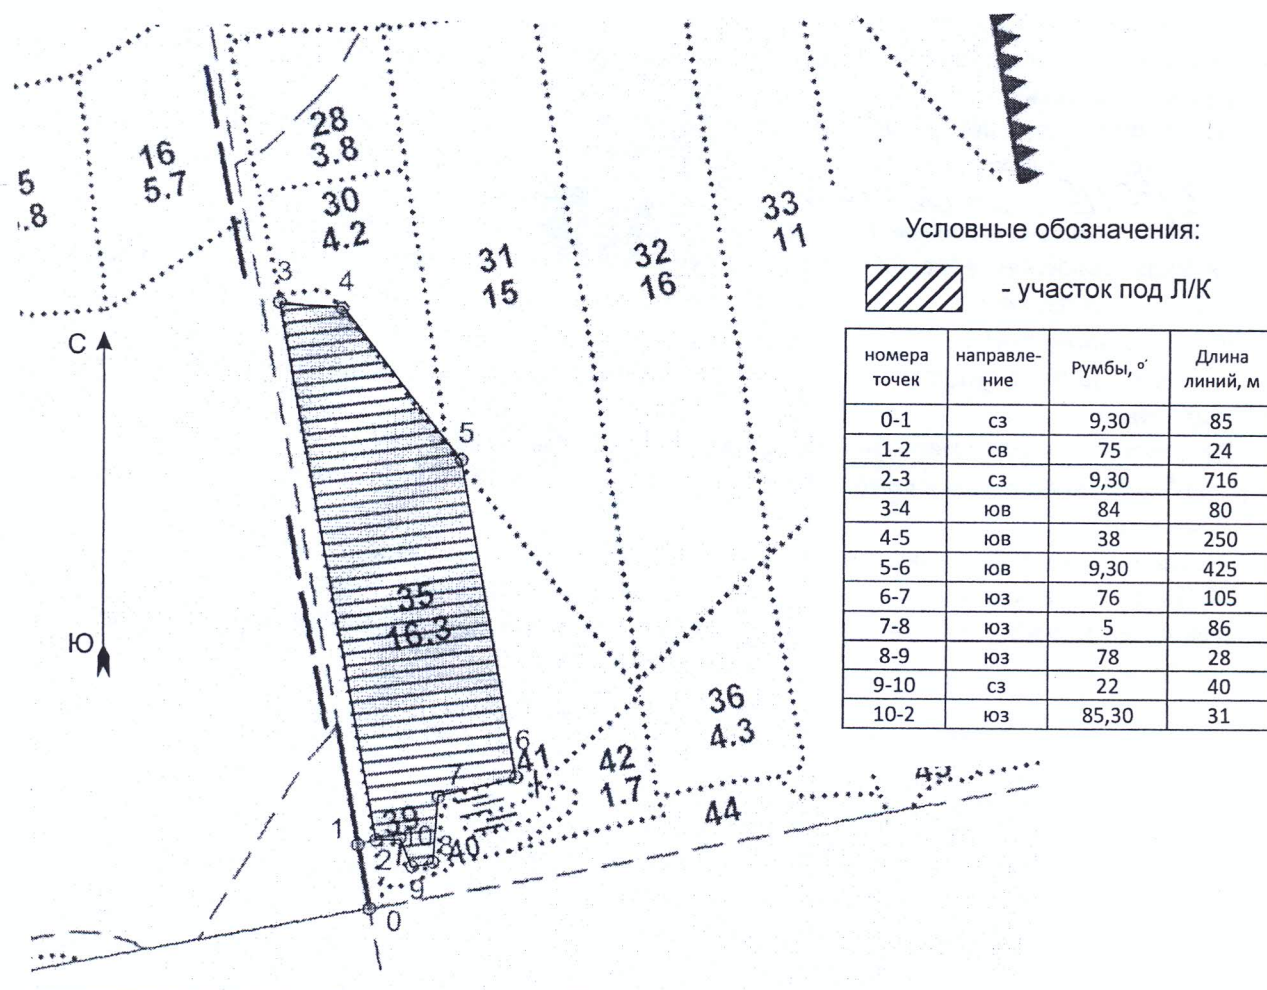 28
3.8
16
5.7
5
.8
30
4.2
33
11
31
15
32
16
Условные обозначения:
- участок под Л/К
3
4
С
5
Ю
35
16.3
номера точек | направле-ние | Румбы, °′ | Длина линий, м
0-1 | сз | 9,30 | 85
1-2 | св | 75 | 24
2-3 | сз | 9,30 | 716
3-4 | юв | 84 | 80
4-5 | юв | 38 | 250
5-6 | юв | 9,30 | 425
6-7 | юз | 76 | 105
7-8 | юз | 5 | 86
8-9 | юз | 78 | 28
9-10 | сз | 22 | 40
10-2 | юз | 85,30 | 31
36
4.3
6
41
42
1.7
7
44
39
1
10
2
8
40
9
0